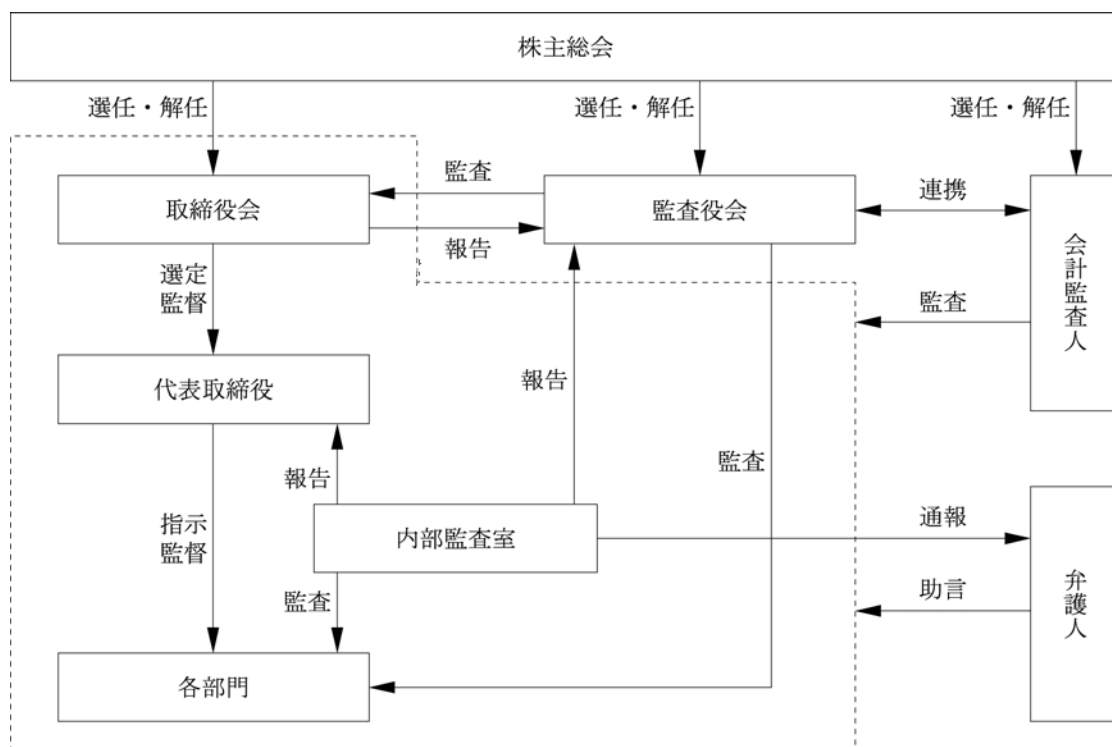 株主総会
選任・解任
選任・解任
選任・解任
取締役会
監査
報告
監査役会
連携
会計監査人
選定
監督
監査
代表取締役
報告
監査
報告
指示
監督
内部監査室
通報
助言
弁護人
監査
各部門